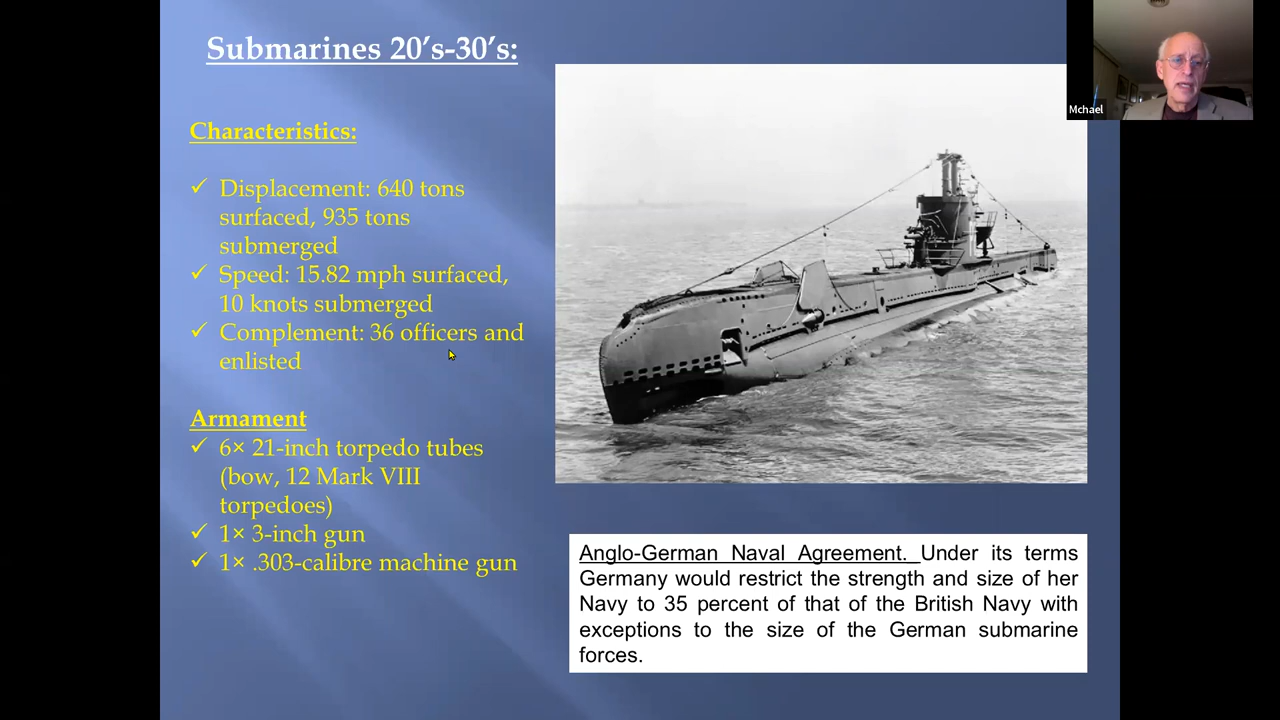 Submarines 20’s-30’s:
Mchael
Characteristics:
✓ Displacement: 640 tons
surfaced, 935 tons
submerged
✓ Speed: 15.82 mph surfaced,
10 knots submerged
✓ Complement: 36 officers and
enlisted
Armament
✓ 6× 21-inch torpedo tubes
(bow, 12 Mark VIII
torpedoes)
✓ 1× 3-inch gun
✓ 1× .303-calibre machine gun
Anglo-German Naval Agreement. Under its terms
Germany would restrict the strength and size of her
Navy to 35 percent of that of the British Navy with
exceptions to the size of the German submarine
forces.